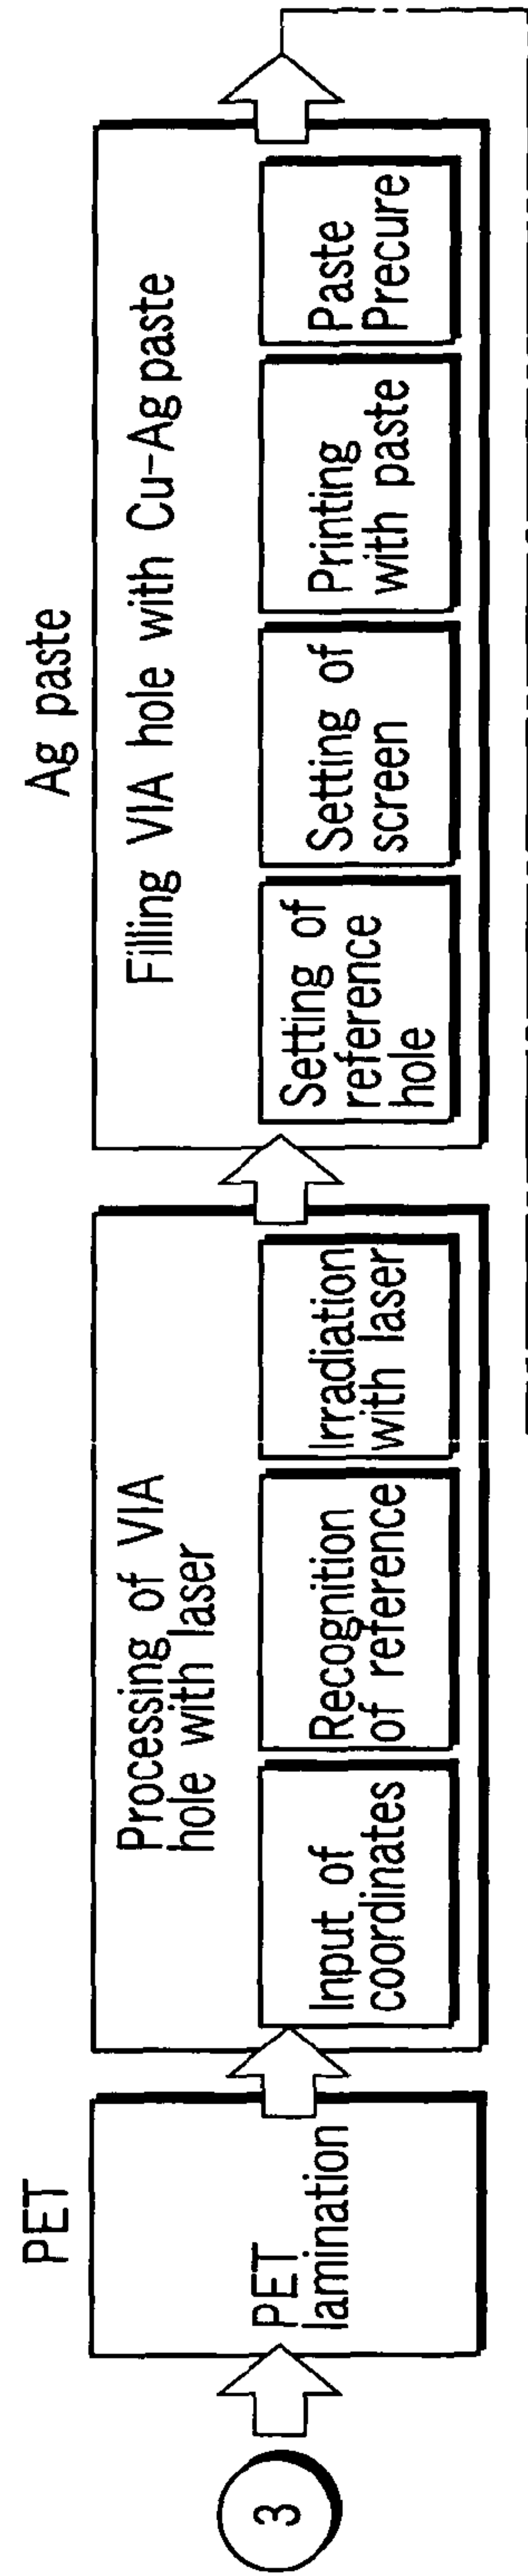 3
PET
PET
lamination
Processing of VIA
hole with laser
Input of
coordinates
Recognition
of reference
Irradiation
with laser
Ag paste
Filling VIA hole with Cu-Ag paste
Setting of
reference
hole
Setting of
screen
Printing
with paste
Paste
Precure